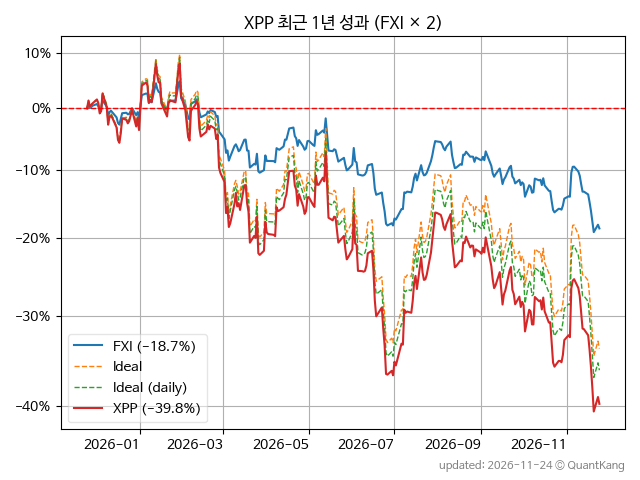 XPP 최근 1년 성과 (FXI × 2)
10%
0%
−10%
−20%
−30%
−40%
FXI (−18.7%)
Ideal
Ideal (daily)
XPP (−39.8%)
2026-01
2026-03
2026-05
2026-07
2026-09
2026-11
updated: 2026-11-24 © QuantKang